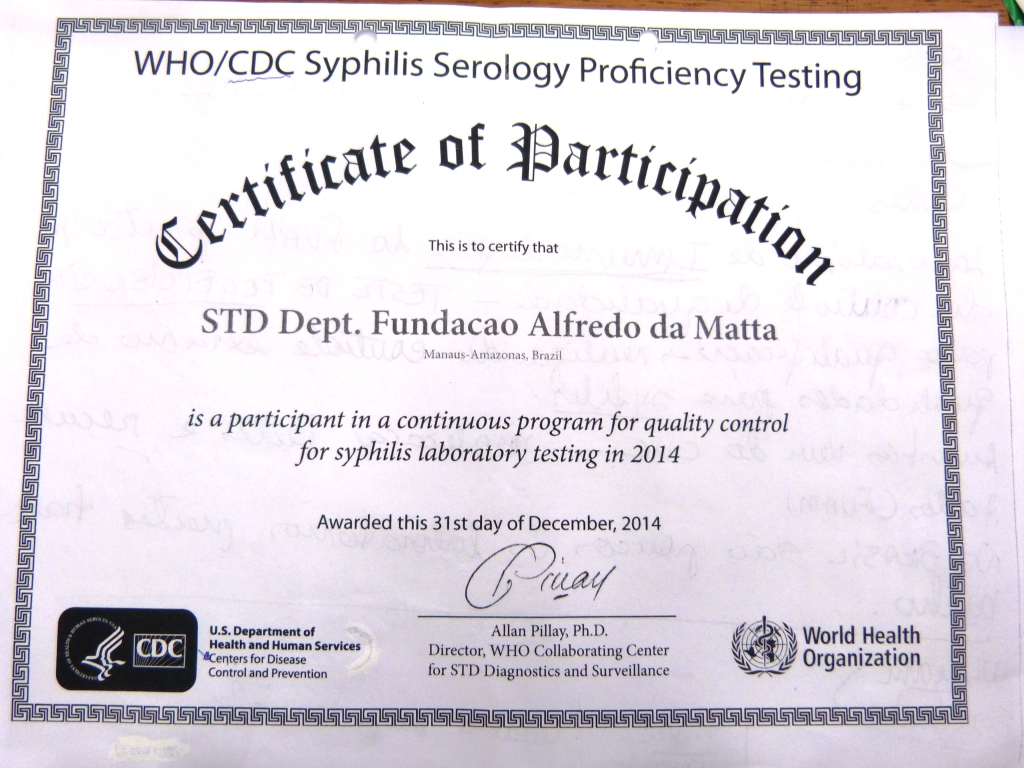 WHO/CDC Syphilis Serology Proficiency Testing
Certificate of Participation
This is to certify that
STD Dept. Fundacao Alfredo da Matta
Manaus-Amazonas, Brazil
is a participant in a continuous program for quality control
for syphilis laboratory testing in 2014
Awarded this 31st day of December, 2014
Allan Pillay, Ph.D.
Director, WHO Collaborating Center
for STD Diagnostics and Surveillance
CDC
U.S. Department of
Health and Human Services
Centers for Disease
Control and Prevention
World Health
Organization